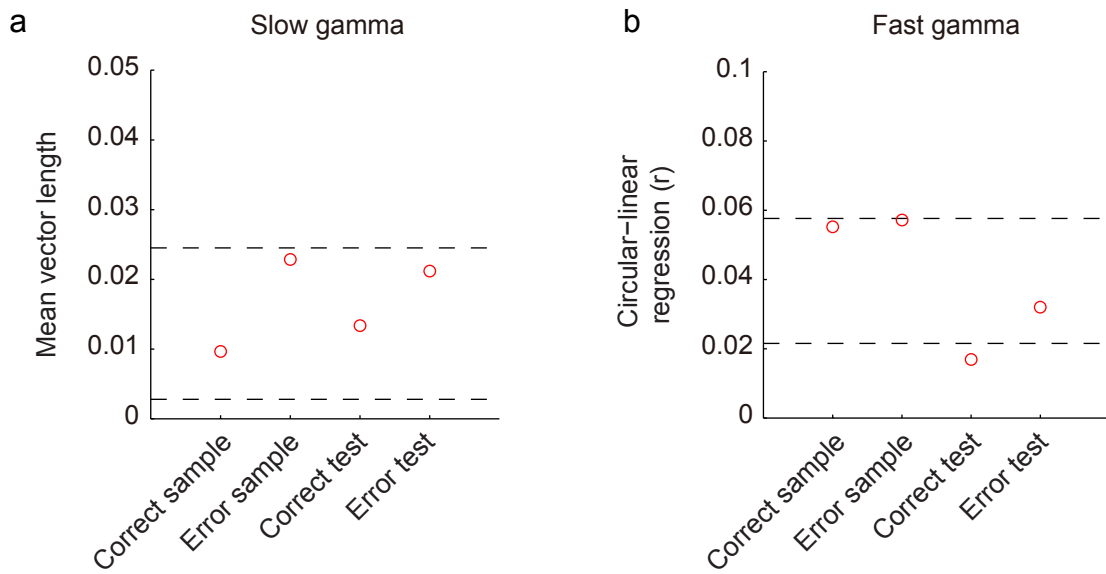 a
Slow gamma
Mean vector length
0.05
0.04
0.03
0.02
0.01
0
Correct sample
Error sample
Correct test
Error test
b
Fast gamma
Circular–linear
regression (r)
0.1
0.08
0.06
0.04
0.02
0
Correct sample
Error sample
Correct test
Error test